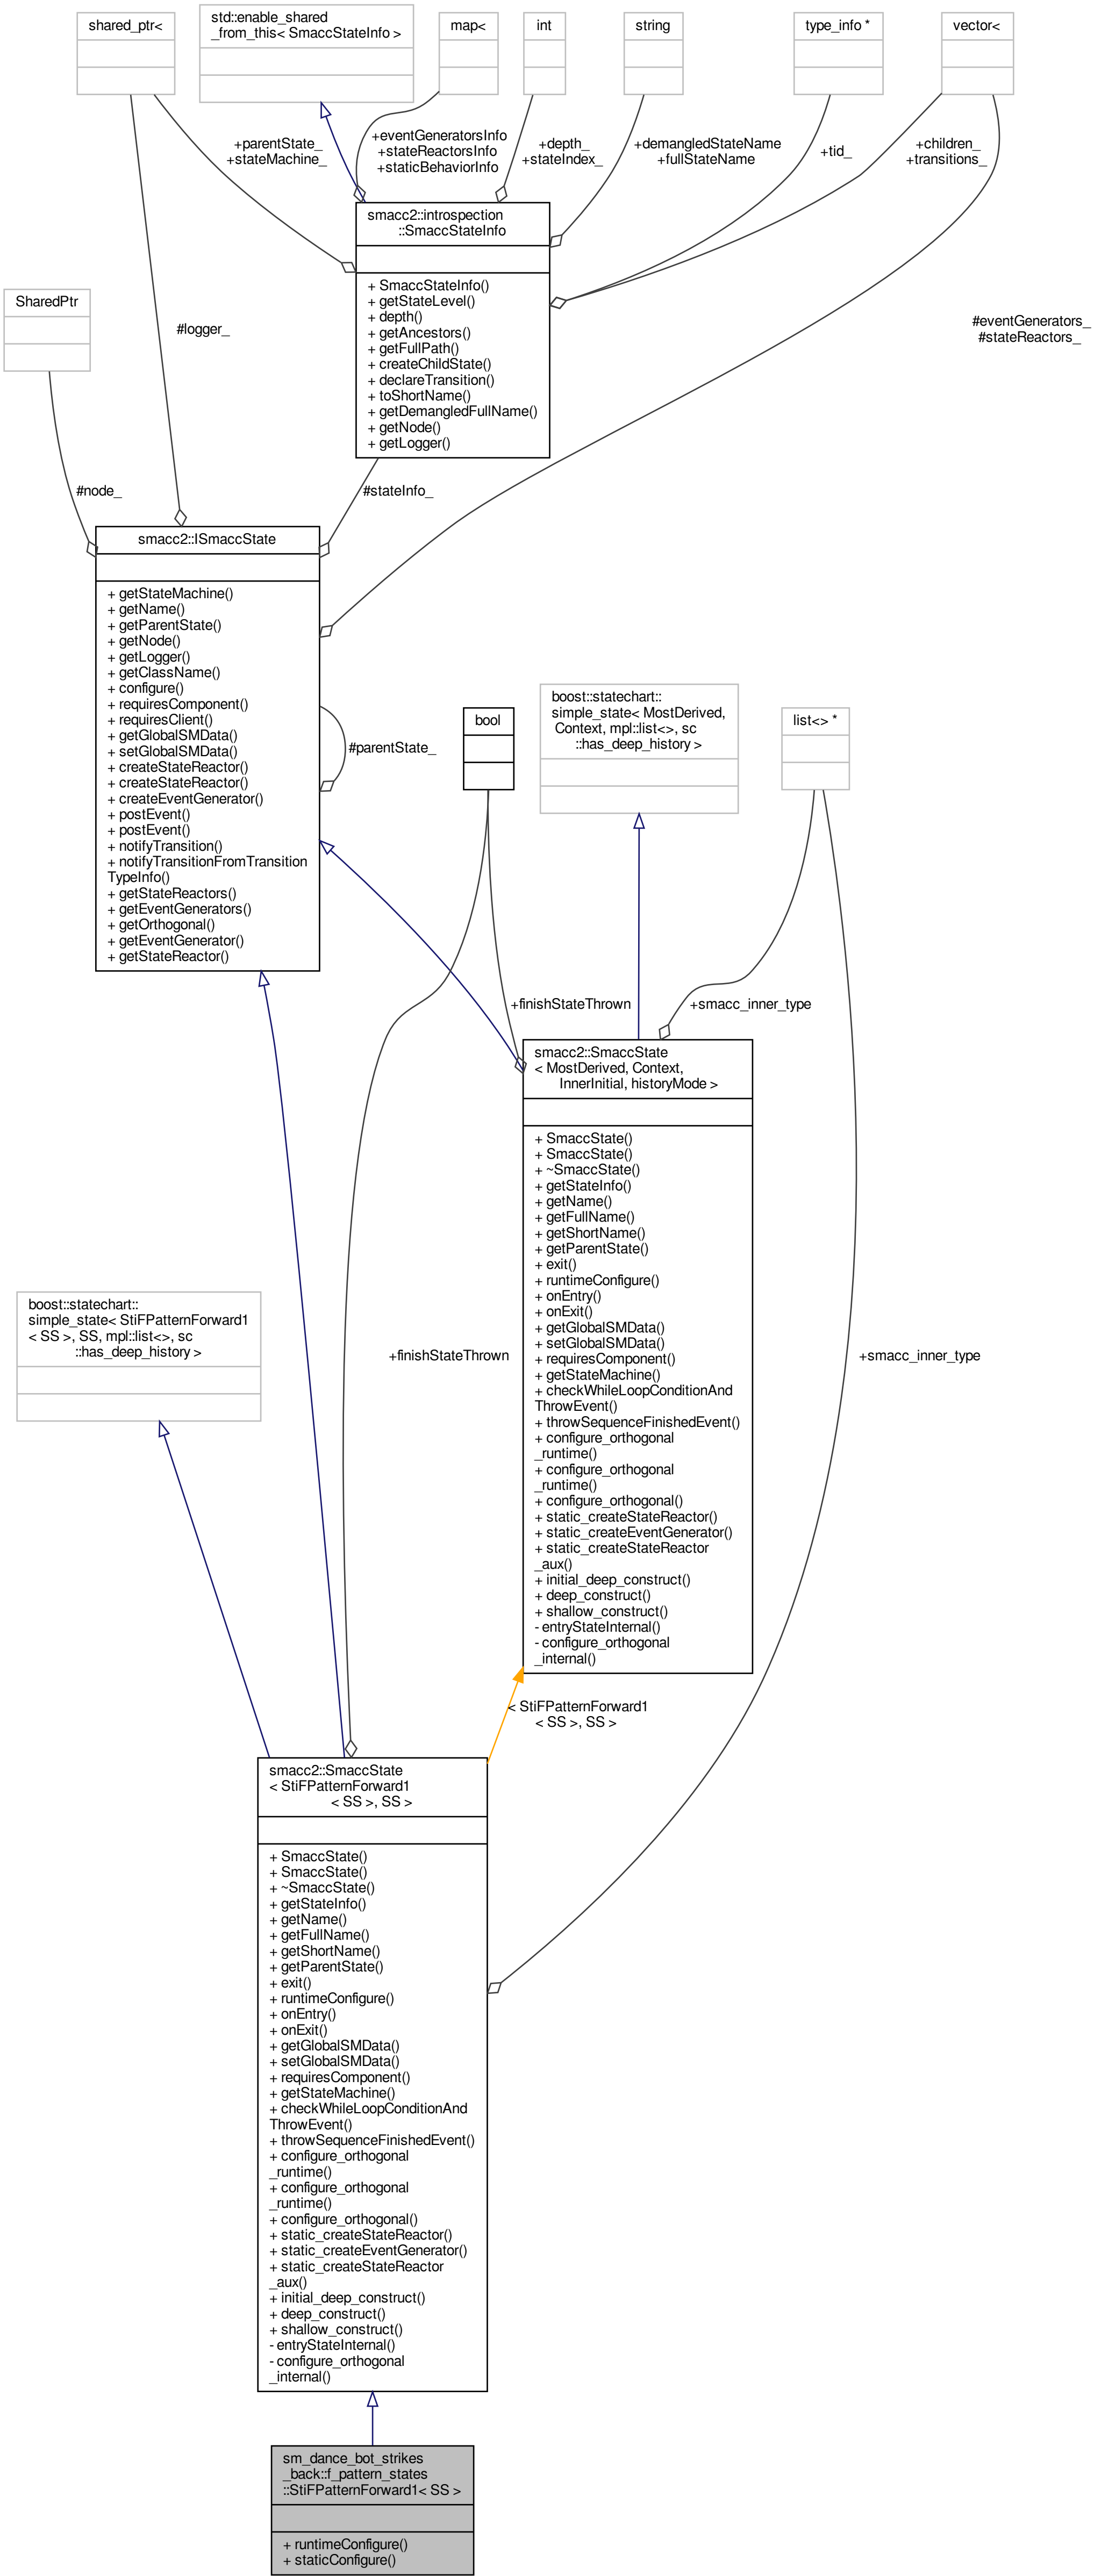 shared_ptr<
std::enable_shared
_from_this< SmaccStateInfo >
map<
int
string
type_info *
vector<
+parentState_
+stateMachine_
+eventGeneratorsInfo
+stateReactorsInfo
+staticBehaviorInfo
+depth_
+stateIndex_
+demangledStateName
+fullStateName
+tid_
+children_
+transitions_
smacc2::introspection
::SmaccStateInfo
+ SmaccStateInfo()
+ getStateLevel()
+ depth()
+ getAncestors()
+ getFullPath()
+ createChildState()
+ declareTransition()
+ toShortName()
+ getDemangledFullName()
+ getNode()
+ getLogger()
SharedPtr
#logger_
#eventGenerators_
#stateReactors_
#node_
#stateInfo_
smacc2::ISmaccState
+ getStateMachine()
+ getName()
+ getParentState()
+ getNode()
+ getLogger()
+ getClassName()
+ configure()
+ requiresComponent()
+ requiresClient()
+ getGlobalSMData()
+ setGlobalSMData()
+ createStateReactor()
+ createStateReactor()
+ createEventGenerator()
+ postEvent()
+ postEvent()
+ notifyTransition()
+ notifyTransitionFromTransition
TypeInfo()
+ getStateReactors()
+ getEventGenerators()
+ getOrthogonal()
+ getEventGenerator()
+ getStateReactor()
#parentState_
bool
boost::statechart::
simple_state< MostDerived,
Context, mpl::list<>, sc
::has_deep_history >
list<> *
+finishStateThrown
+smacc_inner_type
smacc2::SmaccState
< MostDerived, Context,
InnerInitial, historyMode >
+ SmaccState()
+ SmaccState()
+ ~SmaccState()
+ getStateInfo()
+ getName()
+ getFullName()
+ getShortName()
+ getParentState()
+ exit()
+ runtimeConfigure()
+ onEntry()
+ onExit()
+ getGlobalSMData()
+ setGlobalSMData()
+ requiresComponent()
+ getStateMachine()
+ checkWhileLoopConditionAnd
ThrowEvent()
+ throwSequenceFinishedEvent()
+ configure_orthogonal
_runtime()
+ configure_orthogonal
_runtime()
+ configure_orthogonal()
+ static_createStateReactor()
+ static_createEventGenerator()
+ static_createStateReactor
_aux()
+ initial_deep_construct()
+ deep_construct()
+ shallow_construct()
- entryStateInternal()
- configure_orthogonal
_internal()
boost::statechart::
simple_state< StiFPatternForward1
< SS >, SS, mpl::list<>, sc
::has_deep_history >
+finishStateThrown
+smacc_inner_type
< StiFPatternForward1
< SS >, SS >
smacc2::SmaccState
< StiFPatternForward1
< SS >, SS >
+ SmaccState()
+ SmaccState()
+ ~SmaccState()
+ getStateInfo()
+ getName()
+ getFullName()
+ getShortName()
+ getParentState()
+ exit()
+ runtimeConfigure()
+ onEntry()
+ onExit()
+ getGlobalSMData()
+ setGlobalSMData()
+ requiresComponent()
+ getStateMachine()
+ checkWhileLoopConditionAnd
ThrowEvent()
+ throwSequenceFinishedEvent()
+ configure_orthogonal
_runtime()
+ configure_orthogonal
_runtime()
+ configure_orthogonal()
+ static_createStateReactor()
+ static_createEventGenerator()
+ static_createStateReactor
_aux()
+ initial_deep_construct()
+ deep_construct()
+ shallow_construct()
- entryStateInternal()
- configure_orthogonal
_internal()
sm_dance_bot_strikes
_back::f_pattern_states
::StiFPatternForward1< SS >
+ runtimeConfigure()
+ staticConfigure()